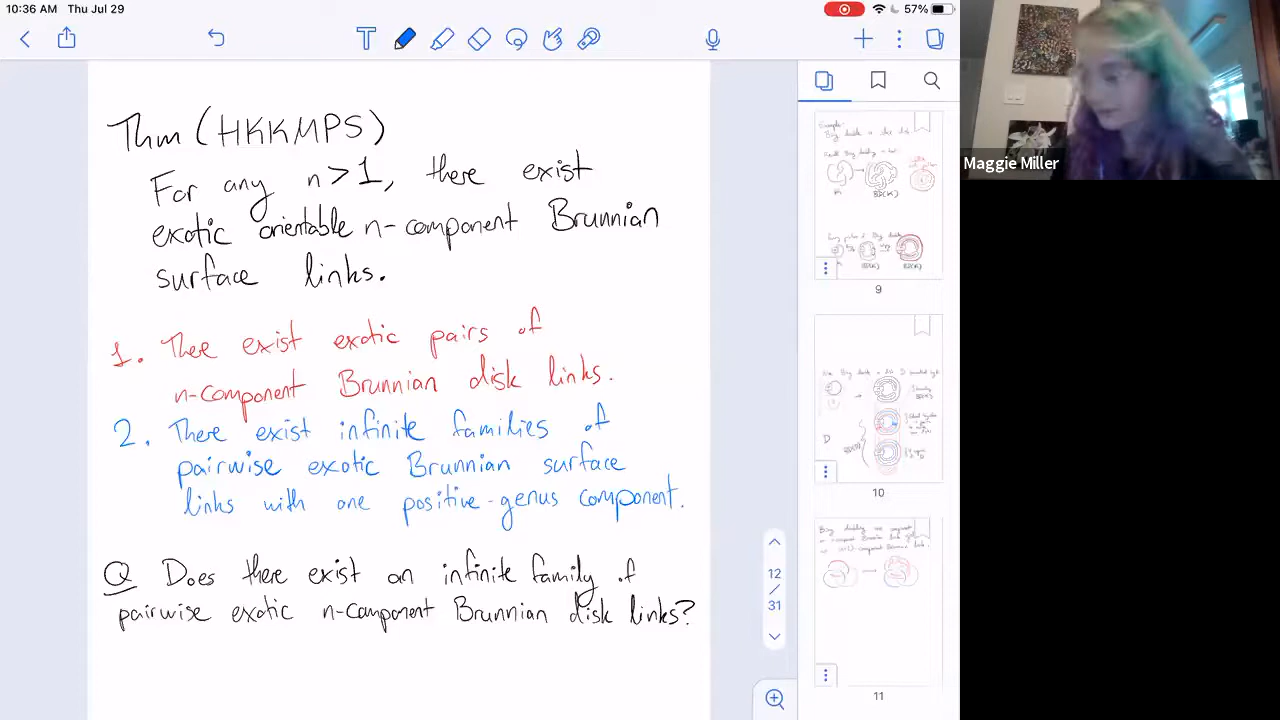 10:36 AM Thu Jul 29
57%
Thm (HKKMPS)
For any n > 1, there exist
exotic orientable n-component Brunnian
surface links.
1. There exist exotic pairs of
n-component Brunnian disk links.
2. There exist infinite families of
pairwise exotic Brunnian surface
links with one positive-genus component.
Q Does there exist an infinite family of
pairwise exotic n-component Brunnian disk links?
12
/
31
Example-
BD(K)
9
D
10
11
Maggie Miller